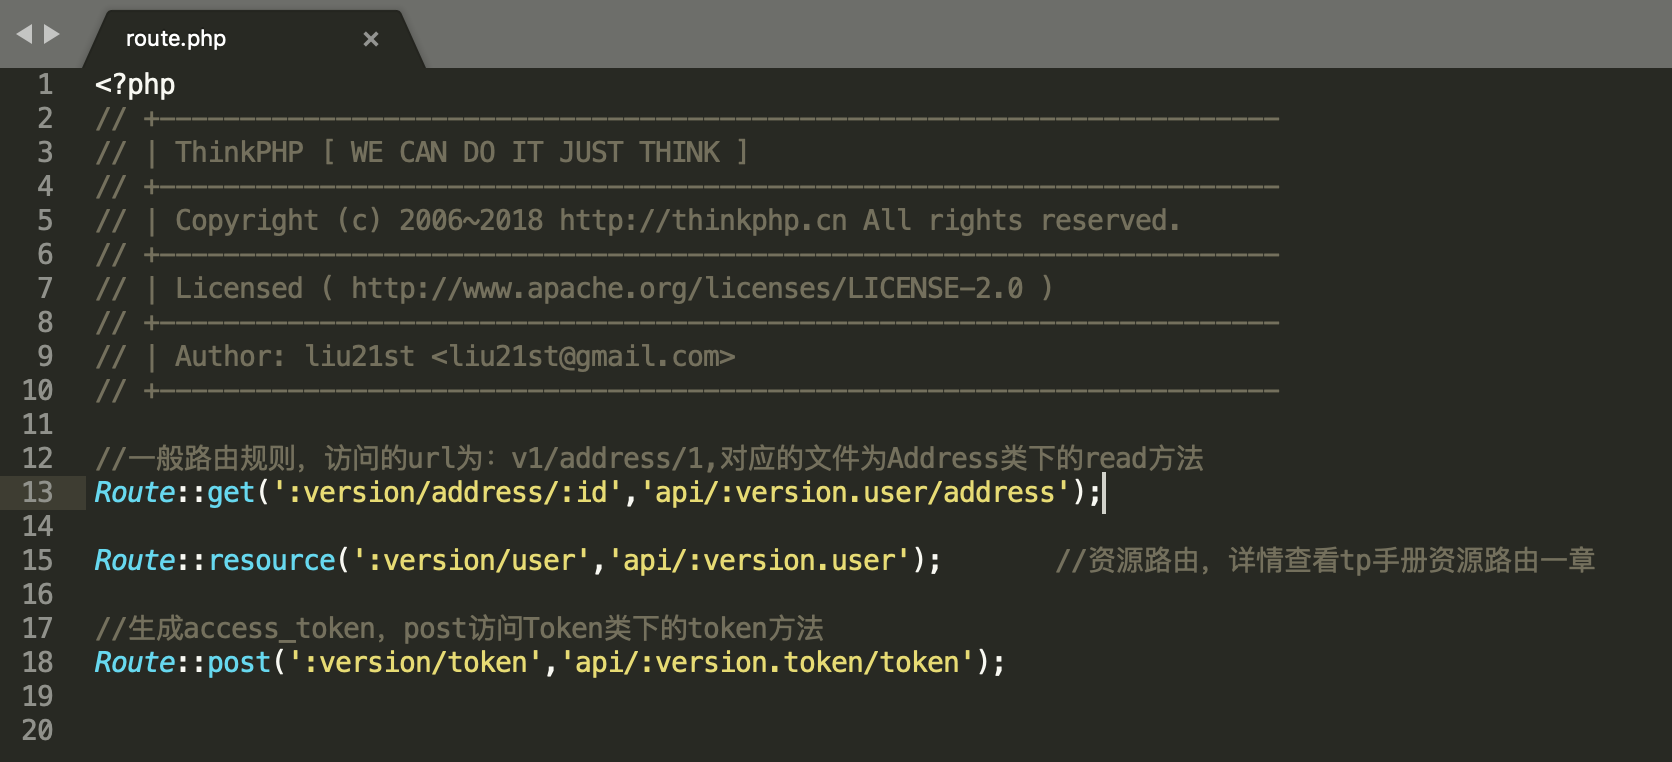 route.php ×
1 <?php
2 // +----------------------------------------------------------------------
3 // | ThinkPHP [ WE CAN DO IT JUST THINK ]
4 // +----------------------------------------------------------------------
5 // | Copyright (c) 2006~2018 http://thinkphp.cn All rights reserved.
6 // +----------------------------------------------------------------------
7 // | Licensed ( http://www.apache.org/licenses/LICENSE-2.0 )
8 // +----------------------------------------------------------------------
9 // | Author: liu21st <liu21st@gmail.com>
10 // +----------------------------------------------------------------------
11
12 //一般路由规则，访问的url为：v1/address/1,对应的文件为Address类下的read方法
13 Route::get(':version/address/:id','api/:version.user/address');
14
15 Route::resource(':version/user','api/:version.user');       //资源路由，详情查看tp手册资源路由一章
16
17 //生成access_token，post访问Token类下的token方法
18 Route::post(':version/token','api/:version.token/token');
19
20